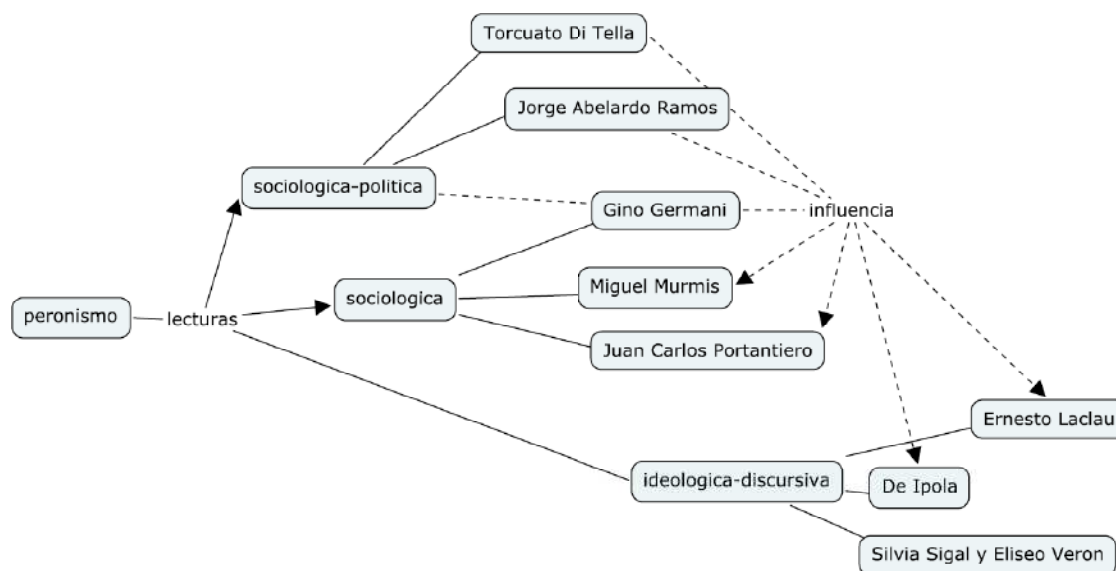 Torcuato Di Tella
Jorge Abelardo Ramos
sociologica-politica
Gino Germani
influencia
sociologica
Miguel Murmis
peronismo
lecturas
Juan Carlos Portantiero
Ernesto Laclau
ideologica-discursiva
De Ipola
Silvia Sigal y Eliseo Veron